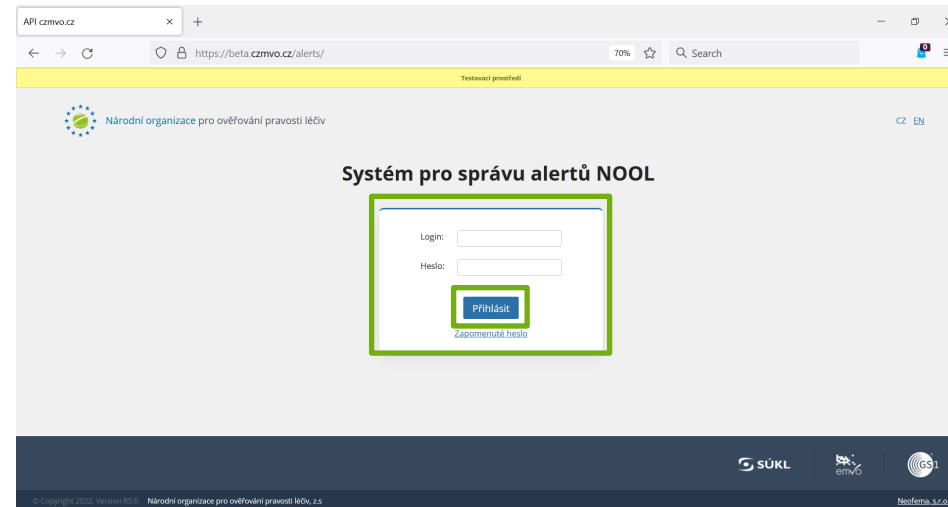 API czmvo.cz
https://beta.czmvo.cz/alerts/
70%
Search
0
Testovací prostředí
Národní organizace pro ověřování pravosti léčiv
CZ EN
Systém pro správu alertů NOOL
Login:
Heslo:
Přihlásit
Zapomenuté heslo
SÚKL
emvo
GS1
© Copyright 2022, Version R5.0 Národní organizace pro ověřování pravosti léčiv, z.s
Neofema, s.r.o